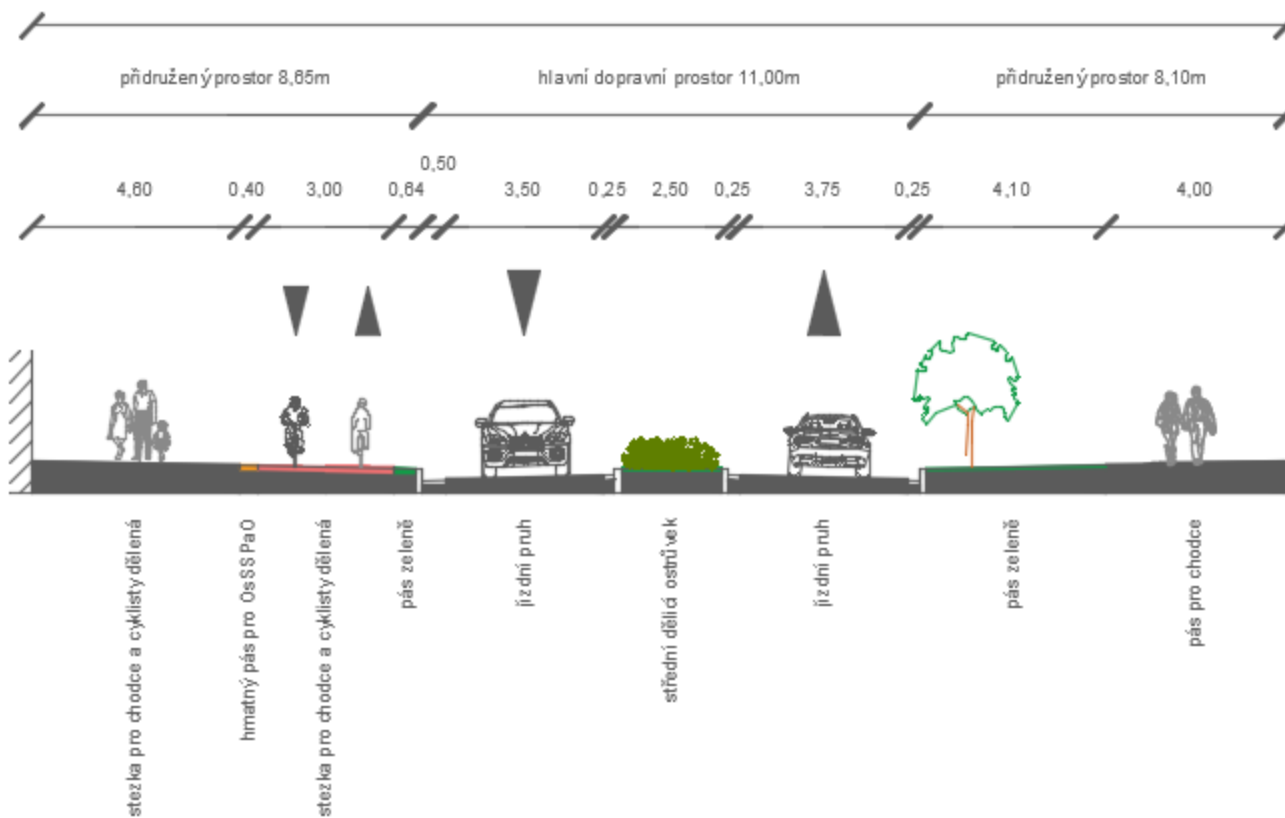 přidružený prostor 8,65m
hlavní dopravní prostor 11,00m
přidružený prostor 8,10m
0,50
4,60
0,40
3,00
0,64
3,50
0,25
2,50
0,25
3,75
0,25
4,10
4,00
stezka pro chodce a cyklisty dělená
hmatný pás pro OsSSPaO
stezka pro chodce a cyklisty dělená
pás zeleně
jízdní pruh
střední dělicí ostrůvek
jízdní pruh
pás zeleně
pás pro chodce